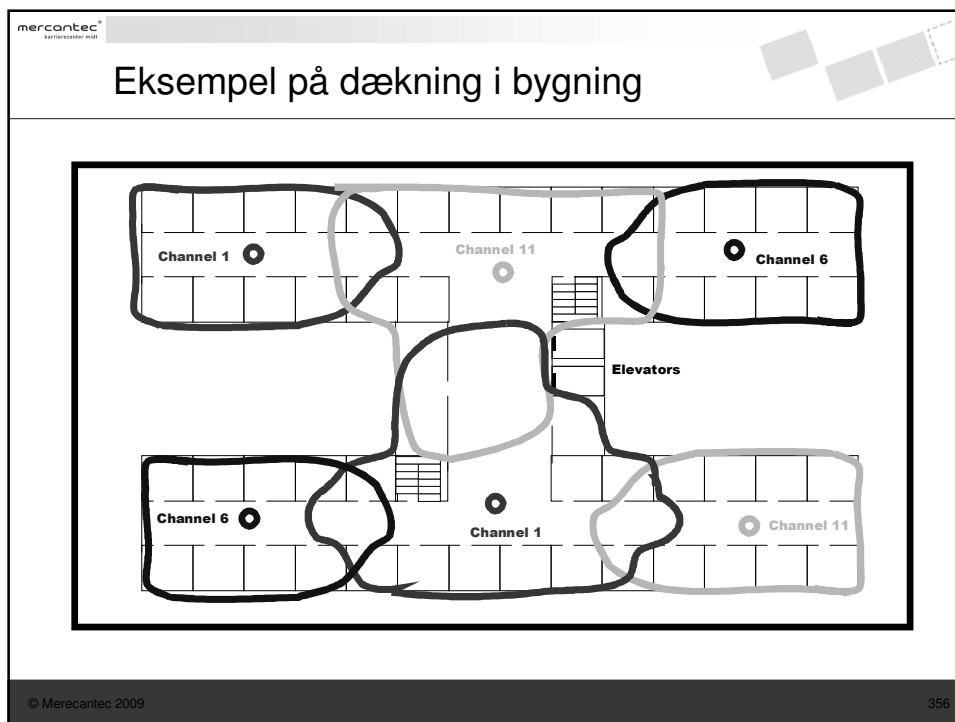 mercantec+
karrierecenter midt
Eksempel på dækning i bygning
Channel 1
Channel 11
Channel 6
Elevators
Channel 6
Channel 1
Channel 11
© Merecantec 2009
356